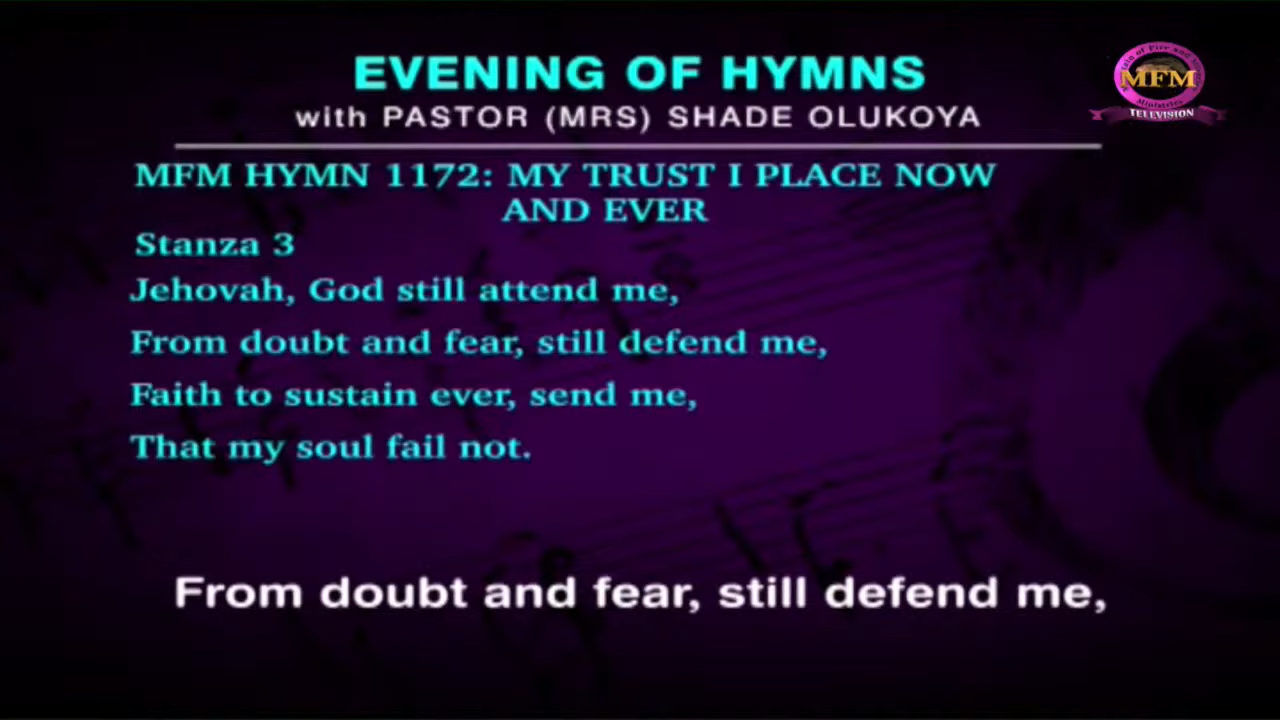 EVENING OF HYMNS
with PASTOR (MRS) SHADE OLUKOYA
MFM
Ministries
TELEVISION
MFM HYMN 1172: MY TRUST I PLACE NOW
AND EVER
Stanza 3
Jehovah, God still attend me,
From doubt and fear, still defend me,
Faith to sustain ever, send me,
That my soul fail not.
From doubt and fear, still defend me,